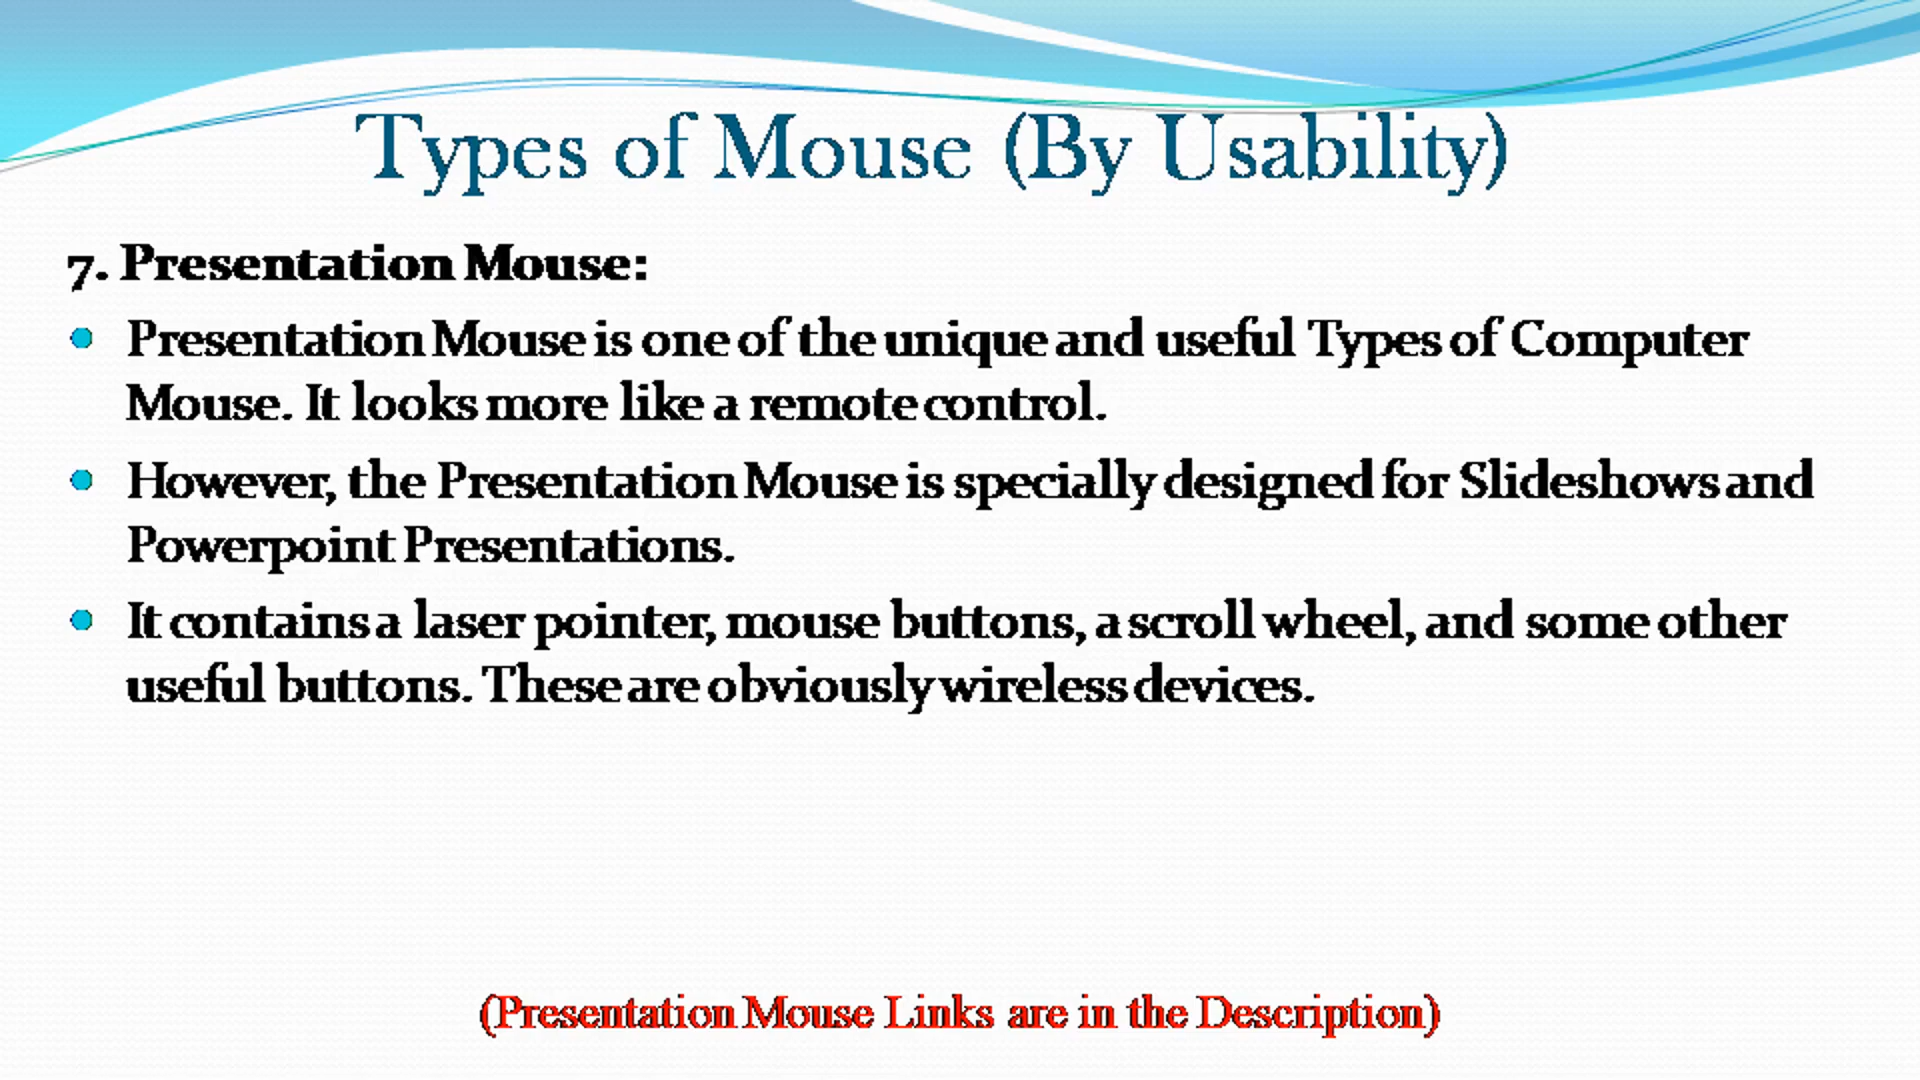 Types of Mouse (By Usability)
7. Presentation Mouse:
Presentation Mouse is one of the unique and useful Types of Computer
Mouse. It looks more like a remote control.
However, the Presentation Mouse is specially designed for Slideshows and
Powerpoint Presentations.
It contains a laser pointer, mouse buttons, a scroll wheel, and some other
useful buttons. These are obviously wireless devices.
(Presentation Mouse Links are in the Description)